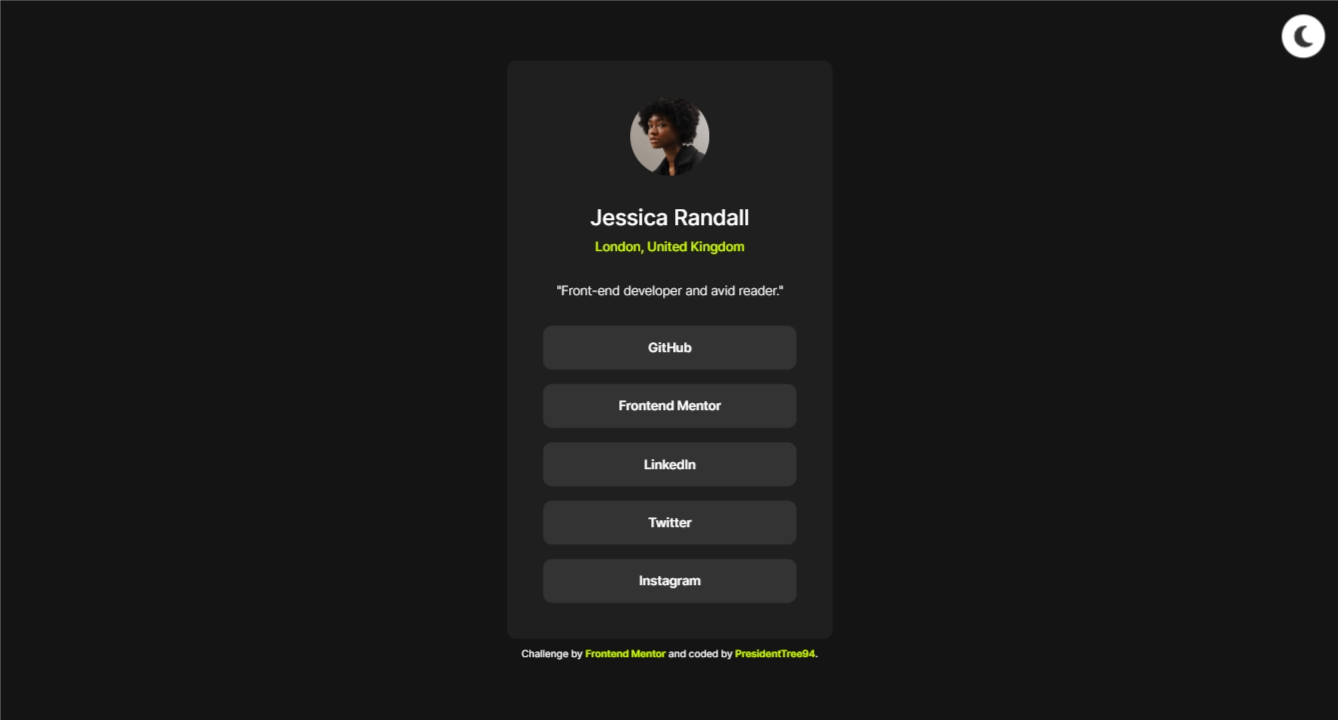 Jessica Randall
London, United Kingdom
"Front-end developer and avid reader."
GitHub
Frontend Mentor
LinkedIn
Twitter
Instagram
Challenge by Frontend Mentor and coded by PresidentTree94.